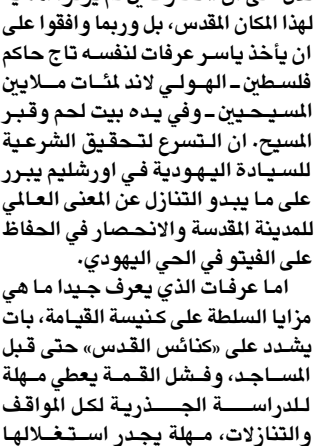 لهذا المكان المقدس، بل وربما وافقوا على
ان يأخذ ياسر عرفات لنفسه تاج حاكم
فلسطين ـ الهولي لاند لمئات ملايين
المسيحيين ـ وفي يده بيت لحم وقبر
المسيح. ان التسرع لتحقيق الشرعية
للسيادة اليهودية في اورشليم يبرر
على ما يبدو التنازل عن المعنى العالمي
للمدينة المقدسة والانحصار في الحفاظ
على الفيتو في الحي اليهودي.
اما عرفات الذي يعرف جيدا ما هي
مزايا السلطة على كنيسة القيامة، بات
يشدد على «كنائس القدس» حتى قبل
المساجد، وفشل القمة يعطي مهلة
للدراسة الجذرية لكل المواقف
والتنازلات، مهلة يجدر استغلالها